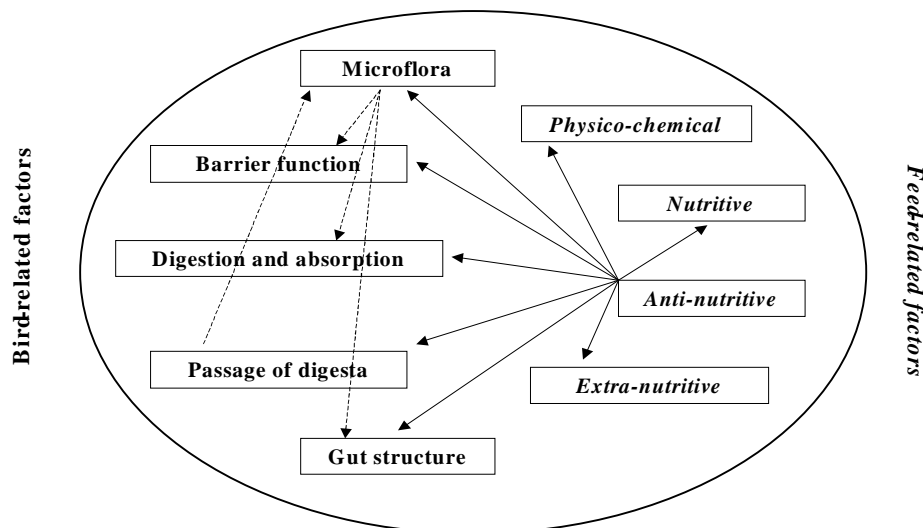 Microflora
Physico-chemical
Barrier function
Nutritive
Digestion and absorption
Anti-nutritive
Passage of digesta
Extra-nutritive
Gut structure
Bird-related factors
Feed-related factors